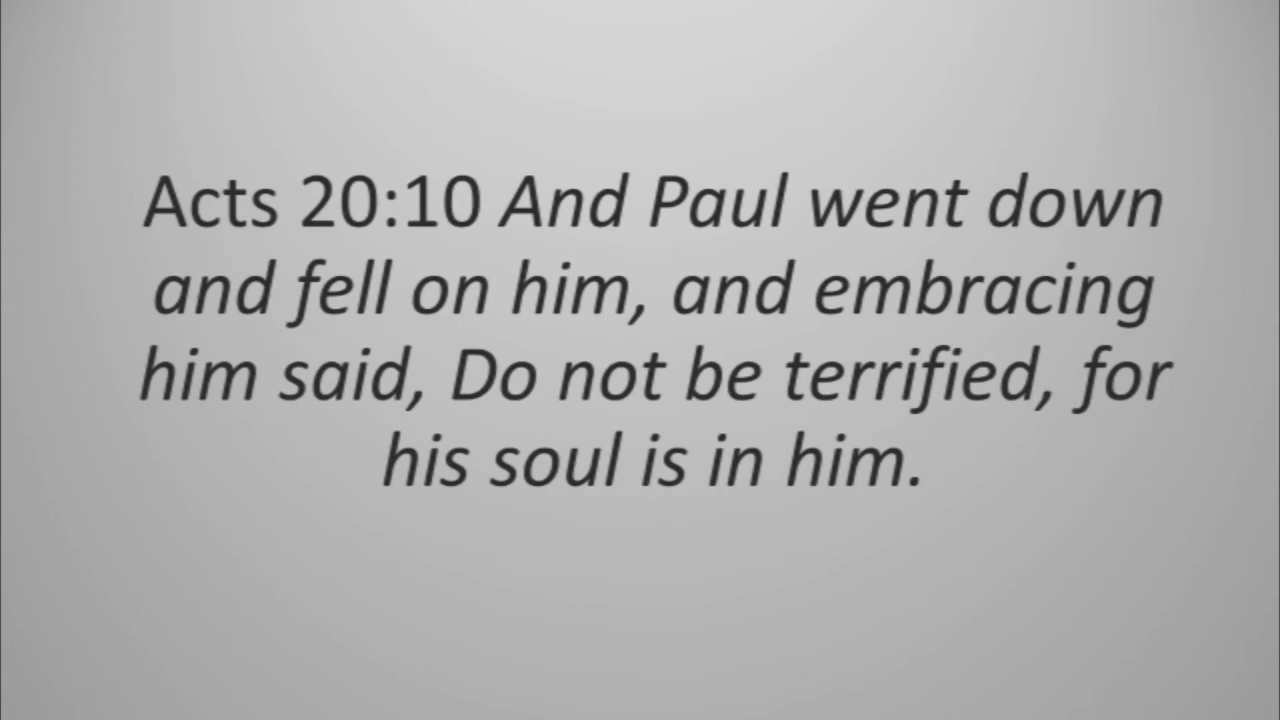 Acts 20:10 And Paul went down
and fell on him, and embracing
him said, Do not be terrified, for
his soul is in him.